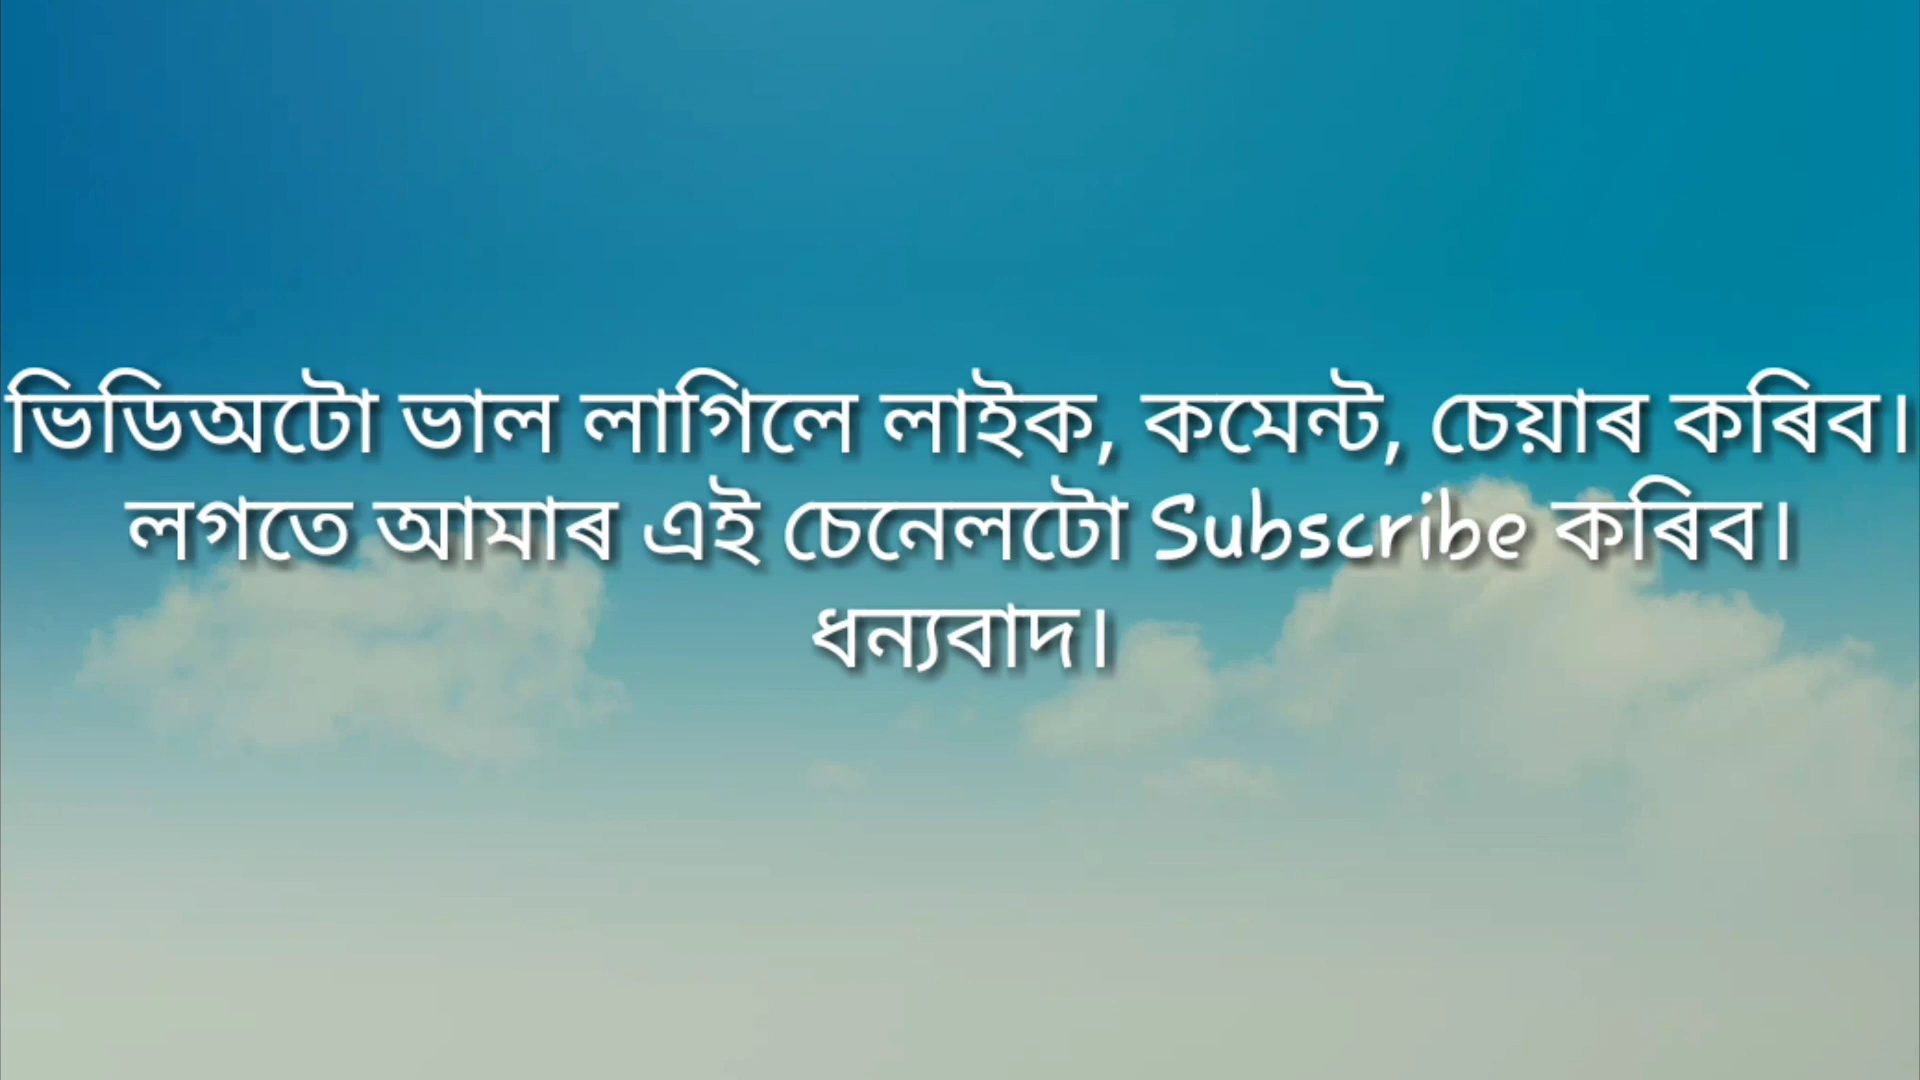 ভিডিঅটো ভাল লাগিলে লাইক, কমেন্ট, চেয়াৰ কৰিব।
লগতে আমাৰ এই চেনেলটো Subscribe কৰিব।
ধন্যবাদ।